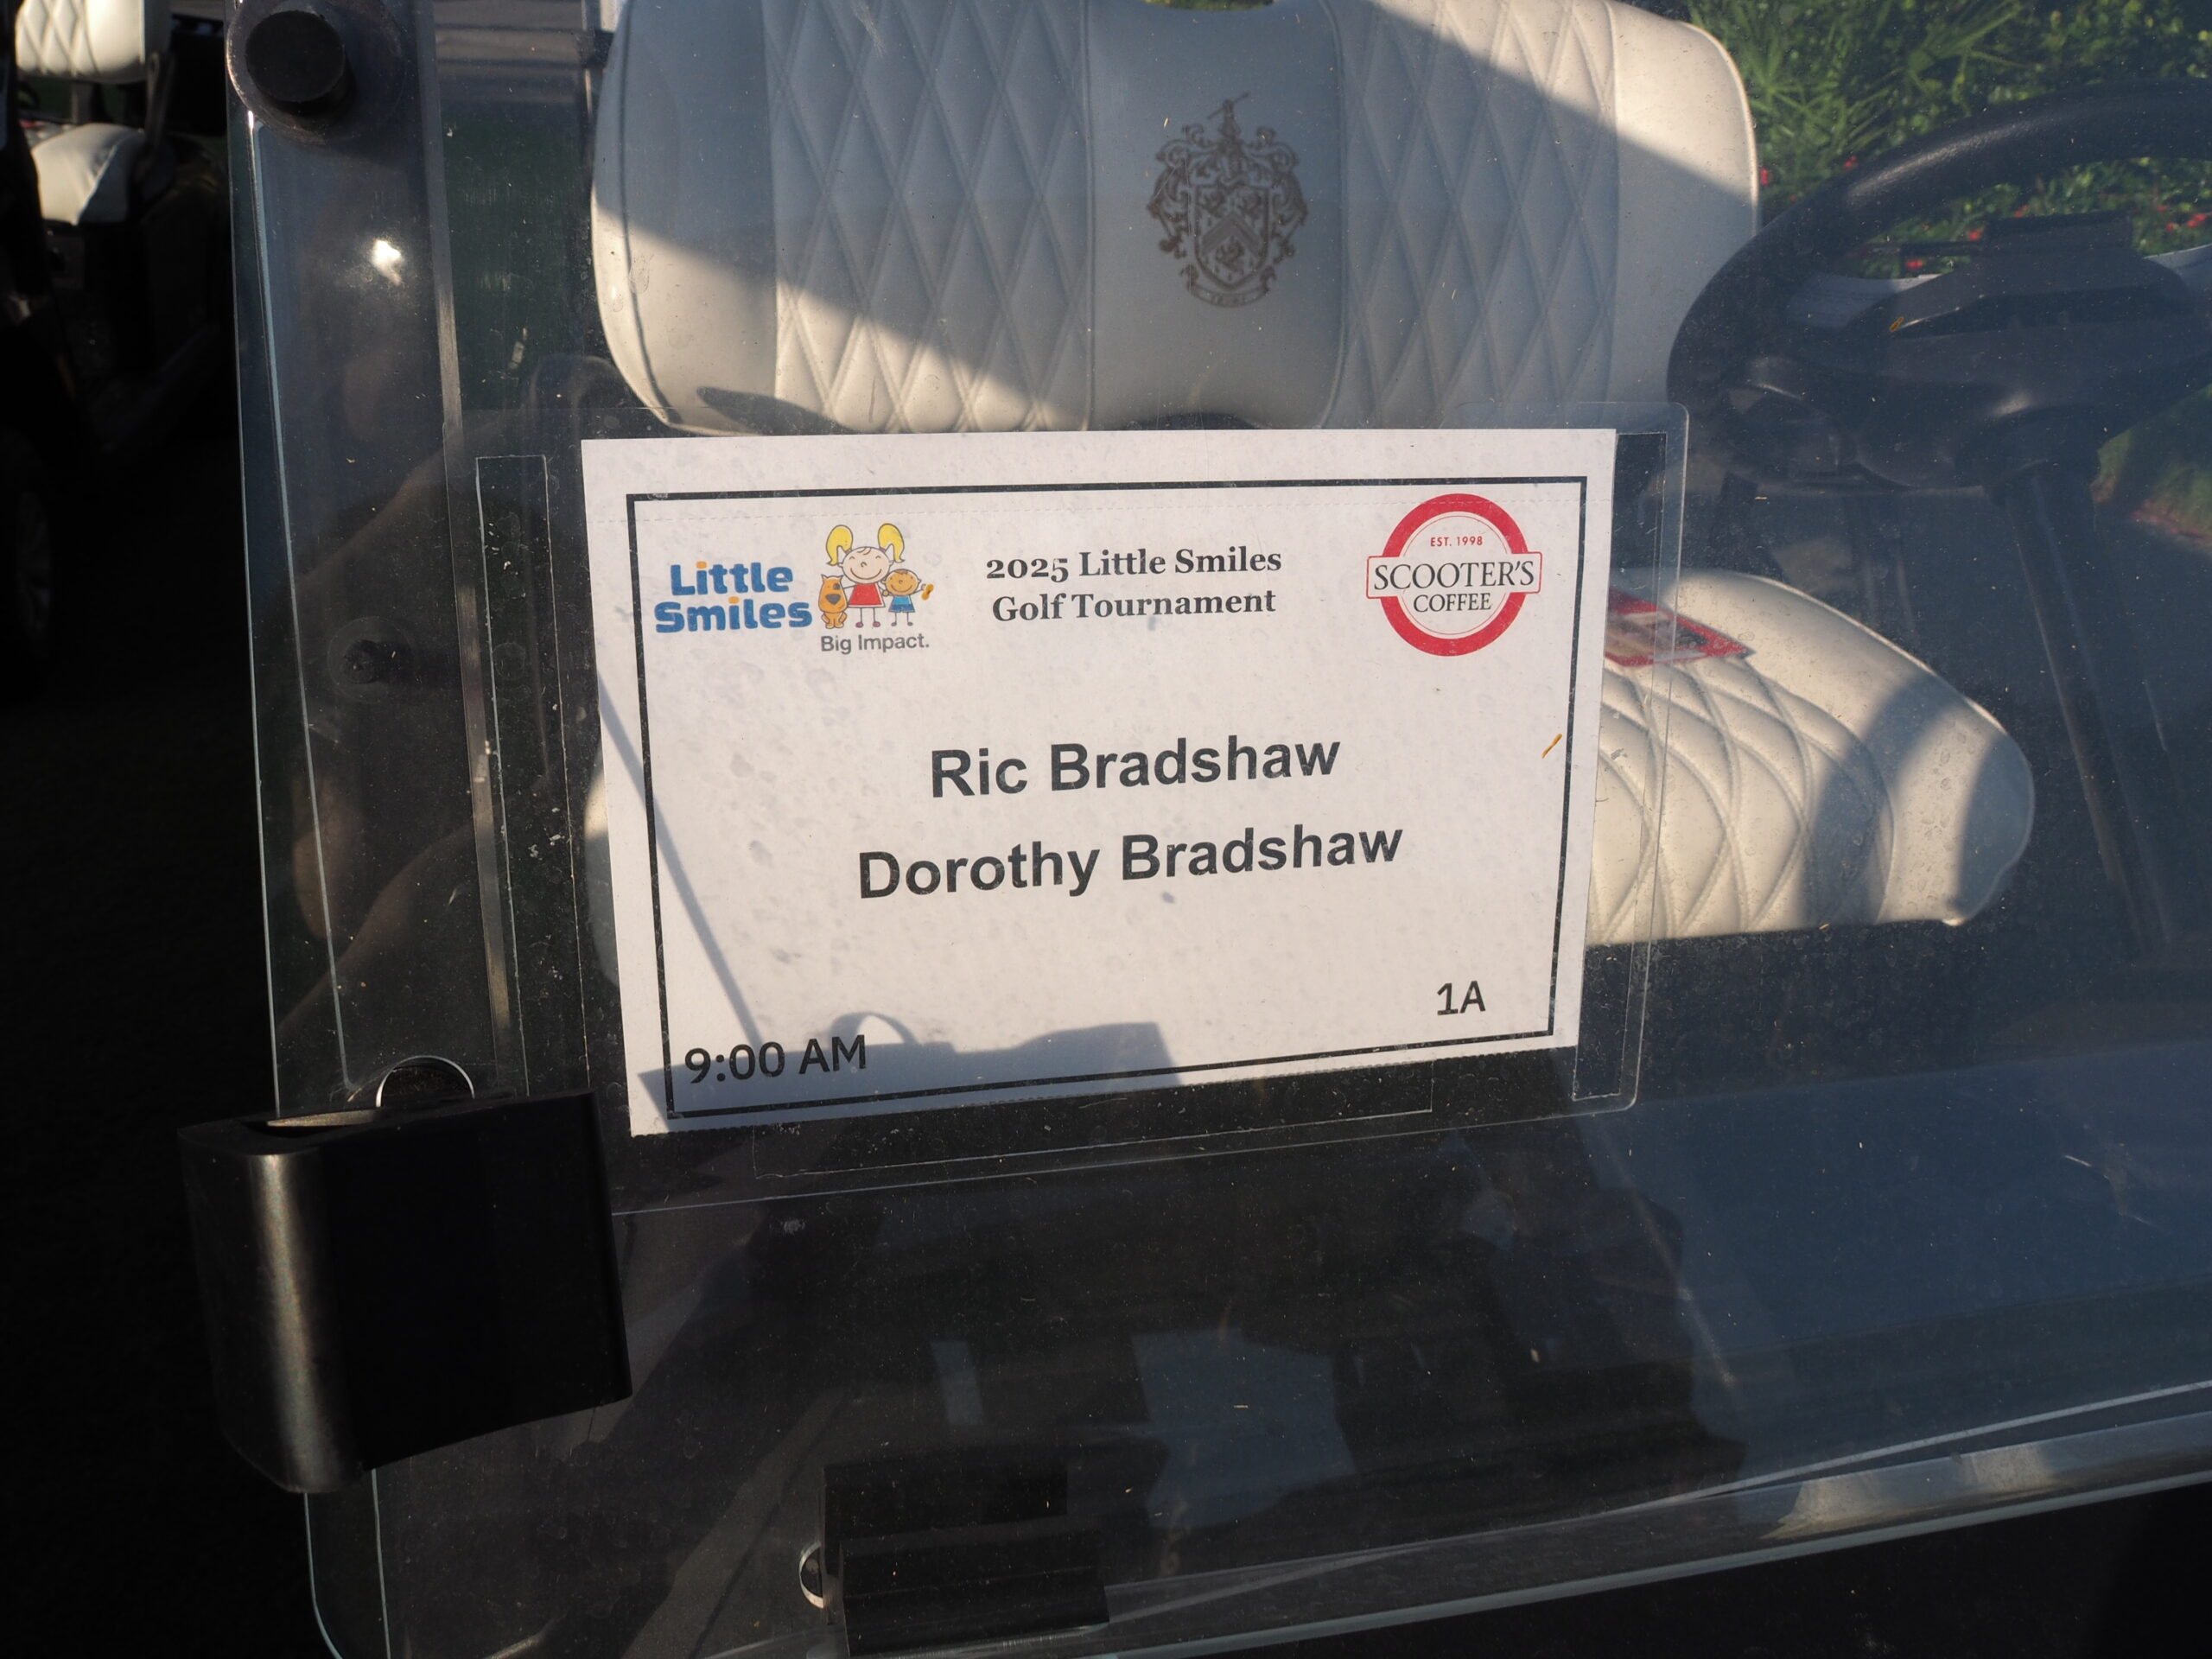 Little
Smiles
Big Impact.
2025 Little Smiles
Golf Tournament
EST. 1998
SCOOTER'S
COFFEE
Ric Bradshaw
Dorothy Bradshaw
1A
9:00 AM